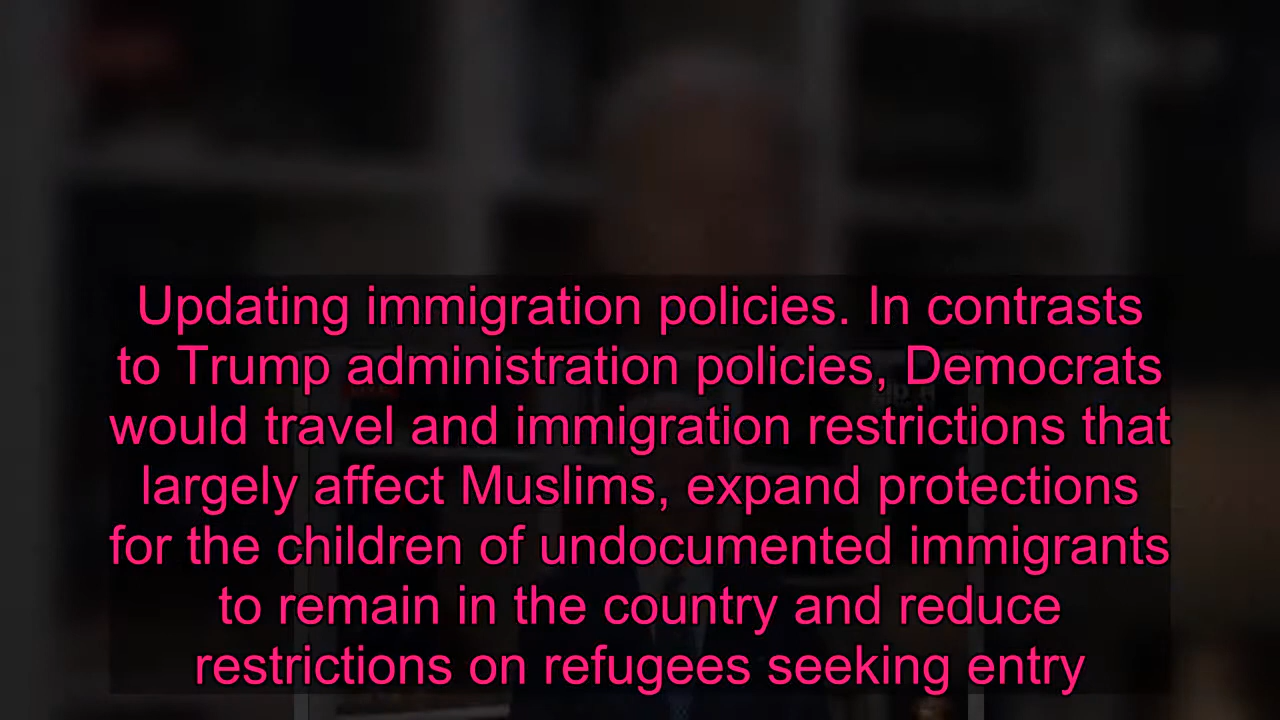 Updating immigration policies. In contrasts
to Trump administration policies, Democrats
would travel and immigration restrictions that
largely affect Muslims, expand protections
for the children of undocumented immigrants
to remain in the country and reduce
restrictions on refugees seeking entry